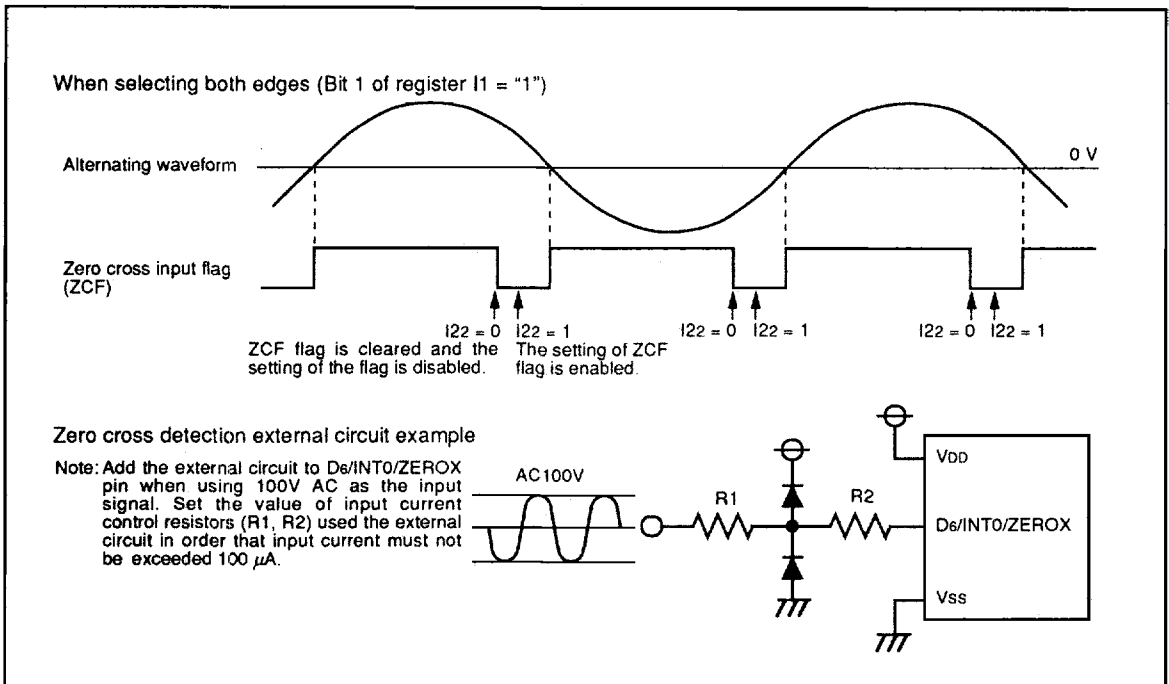 When selecting both edges (Bit 1 of register I1 = “1”)
Alternating waveform
0 V
Zero cross input flag
(ZCF)
I22 = 0 I22 = 1 I22 = 0 I22 = 1 I22 = 0 I22 = 1
ZCF flag is cleared and the
setting of the flag is disabled.
The setting of ZCF
flag is enabled.
Zero cross detection external circuit example
Note: Add the external circuit to D6/INT0/ZEROX
pin when using 100V AC as the input
signal. Set the value of input current
control resistors (R1, R2) used the external
circuit in order that input current must not
be exceeded 100 μA.
AC100V
R1
R2
VDD
D6/INT0/ZEROX
VSS